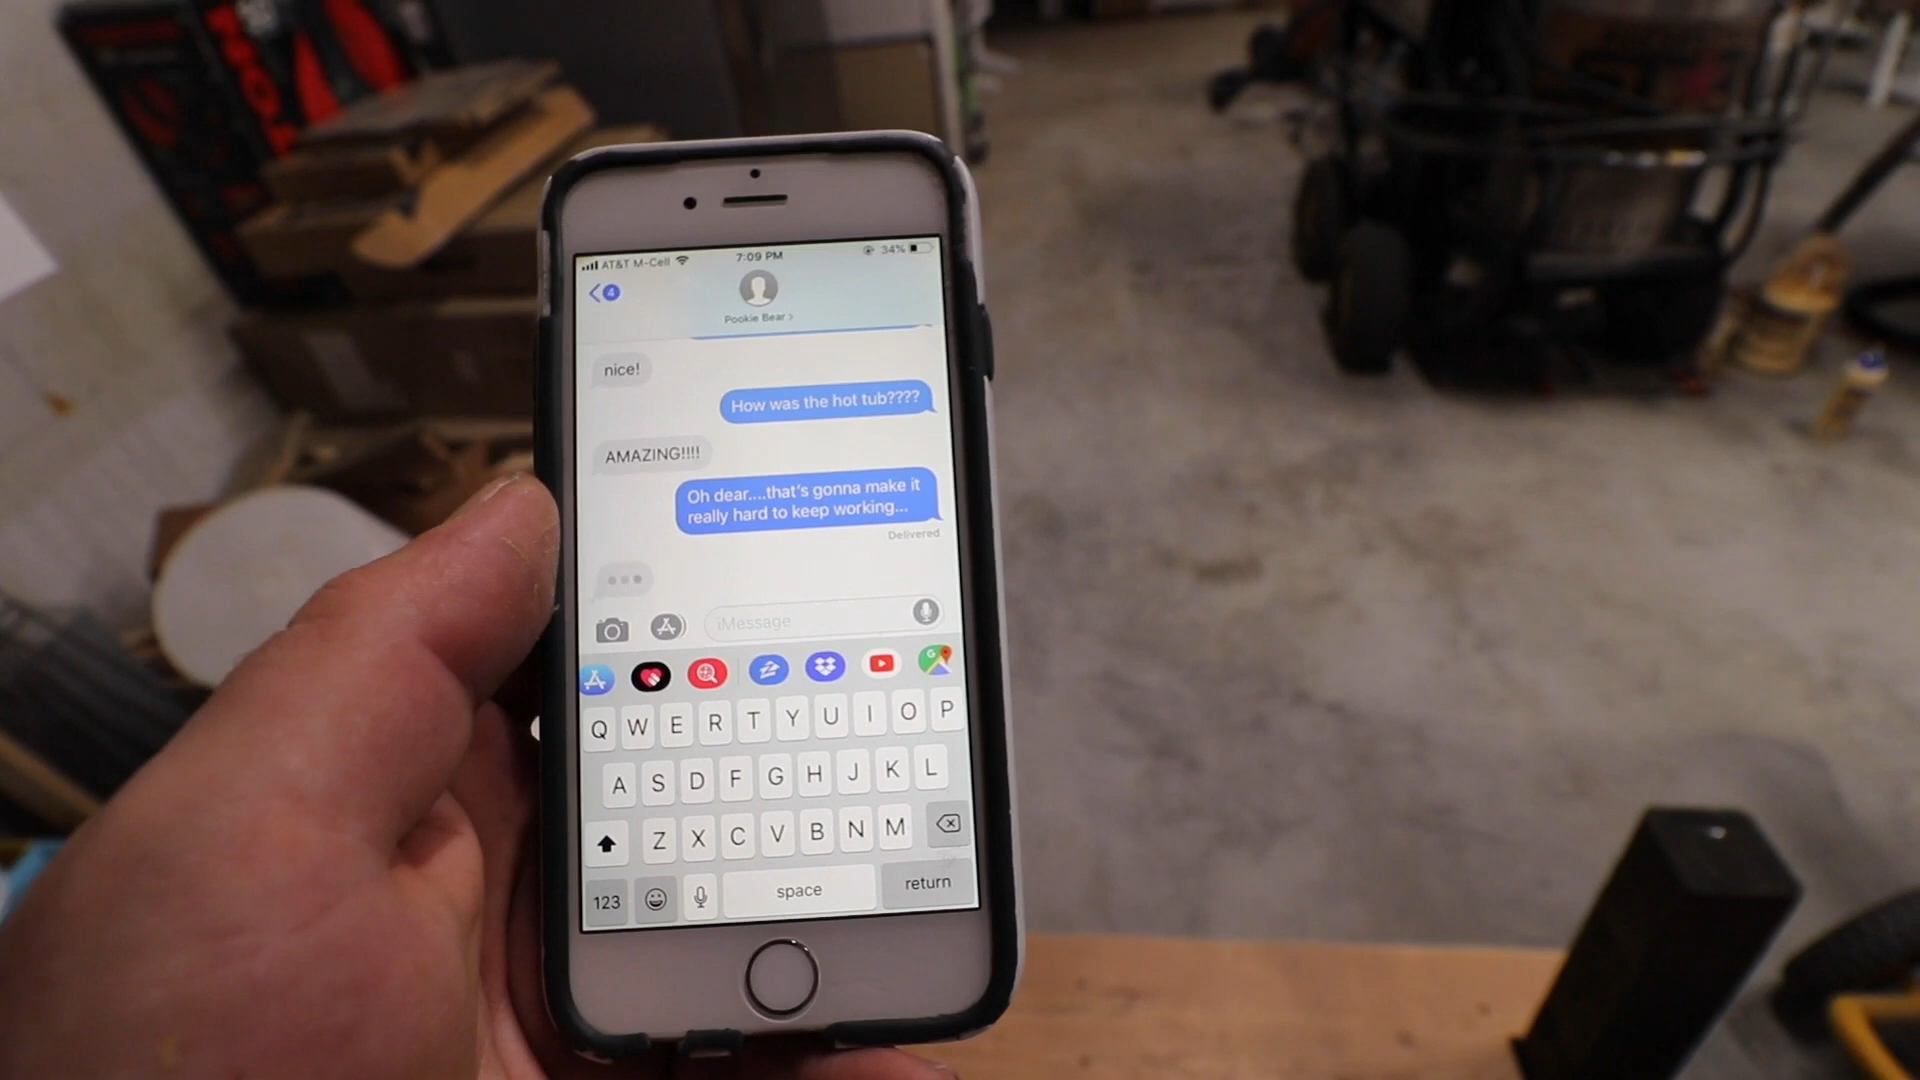 AT&T M-Cell 7:09 PM 34%
4
Pookie Bear >
nice!
How was the hot tub????
AMAZING!!!!
Oh dear....that's gonna make it
really hard to keep working...
Delivered
iMessage
Q W E R T Y U I O P
A S D F G H J K L
Z X C V B N M
123 space return